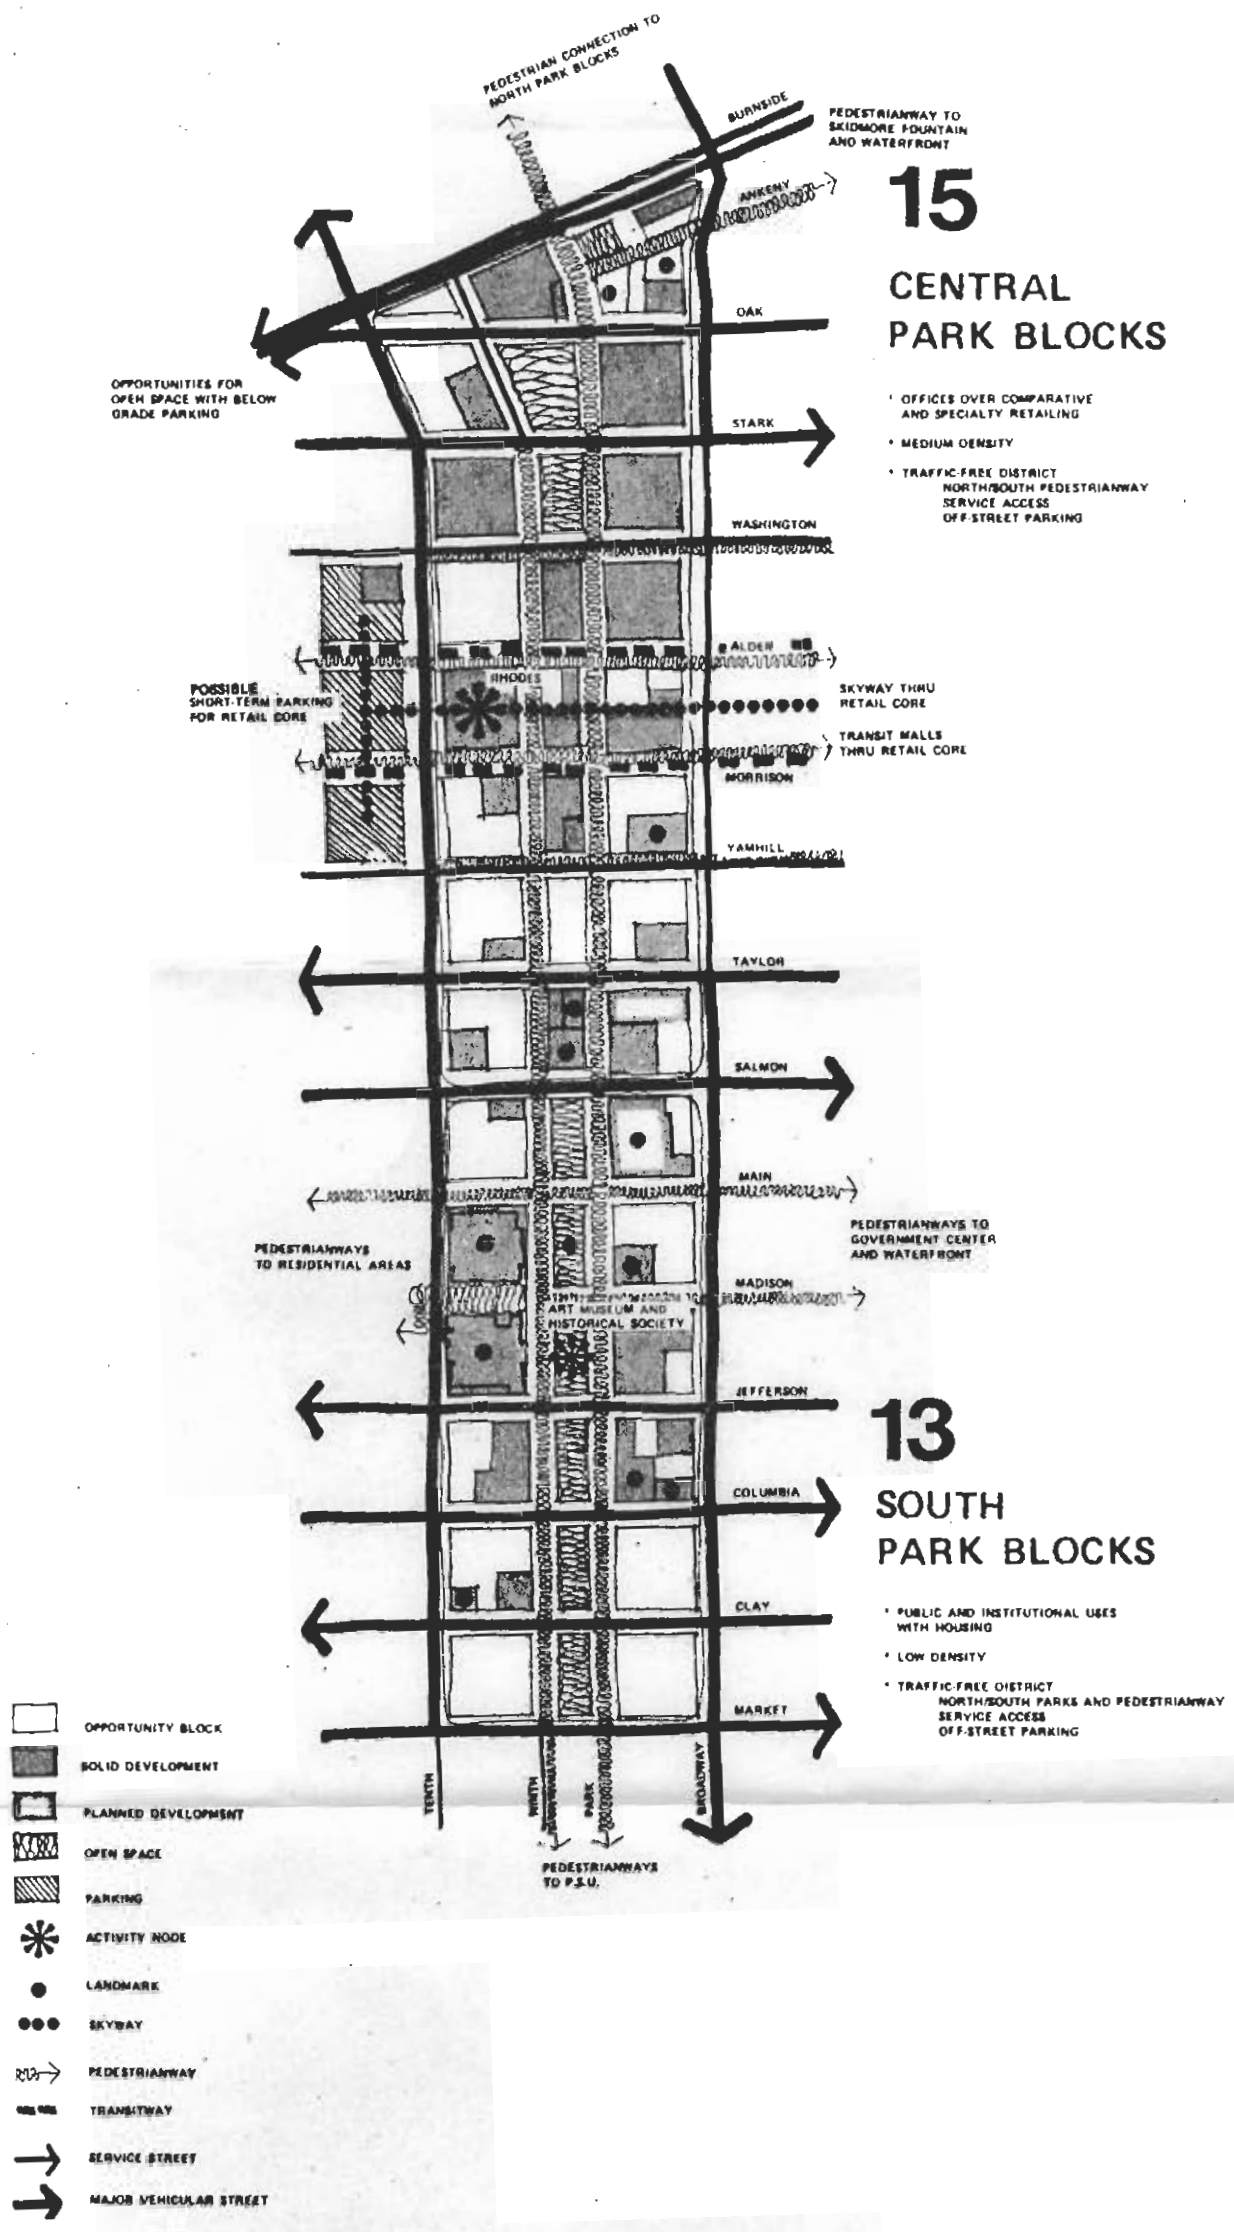 PEDESTRIAN CONNECTION TO
NORTH PARK BLOCKS
BURNSIDE
PEDESTRIANWAY TO
SKIDMORE FOUNTAIN
AND WATERFRONT
ANKENY
15
CENTRAL
PARK BLOCKS
OAK
OPPORTUNITIES FOR
OPEN SPACE WITH BELOW
GRADE PARKING
• OFFICES OVER COMPARATIVE
AND SPECIALTY RETAILING
STARK
• MEDIUM DENSITY
• TRAFFIC-FREE DISTRICT
NORTH/SOUTH PEDESTRIANWAY
SERVICE ACCESS
OFF-STREET PARKING
WASHINGTON
ALDER
RHODES
POSSIBLE
SHORT-TERM PARKING
FOR RETAIL CORE
SKYWAY THRU
RETAIL CORE
TRANSIT MALLS
THRU RETAIL CORE
MORRISON
YAMHILL
TAYLOR
SALMON
MAIN
PEDESTRIANWAYS TO
GOVERNMENT CENTER
AND WATERFRONT
PEDESTRIANWAYS
TO RESIDENTIAL AREAS
MADISON
ART MUSEUM AND
HISTORICAL SOCIETY
JEFFERSON
13
SOUTH
PARK BLOCKS
COLUMBIA
CLAY
• PUBLIC AND INSTITUTIONAL USES
WITH HOUSING
• LOW DENSITY
• TRAFFIC-FREE DISTRICT
NORTH/SOUTH PARKS AND PEDESTRIANWAY
SERVICE ACCESS
OFF-STREET PARKING
MARKET
TENTH
NINTH
PARK
BROADWAY
PEDESTRIANWAYS
TO P.S.U.
OPPORTUNITY BLOCK
SOLID DEVELOPMENT
PLANNED DEVELOPMENT
OPEN SPACE
PARKING
ACTIVITY NODE
LANDMARK
SKYWAY
PEDESTRIANWAY
TRANSITWAY
SERVICE STREET
MAJOR VEHICULAR STREET